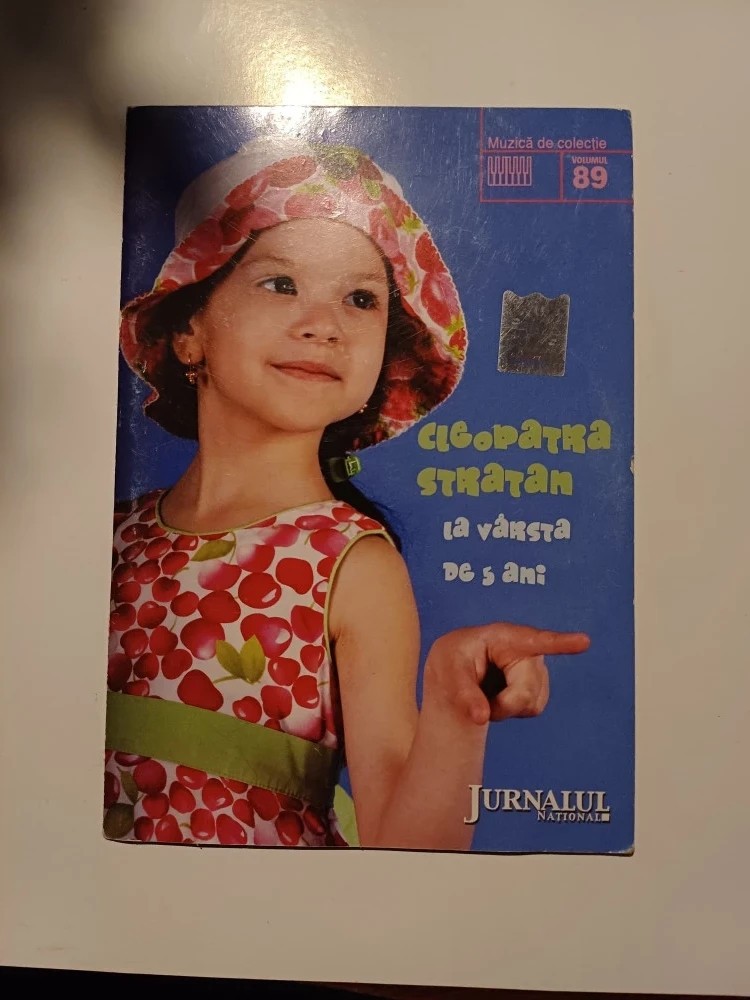 Muzică de colecție
VOLUMUL
89
CLEOPATRA
STRATAN
LA VÂRSTA
DE 5 ANI
JURNALUL
NAȚIONAL